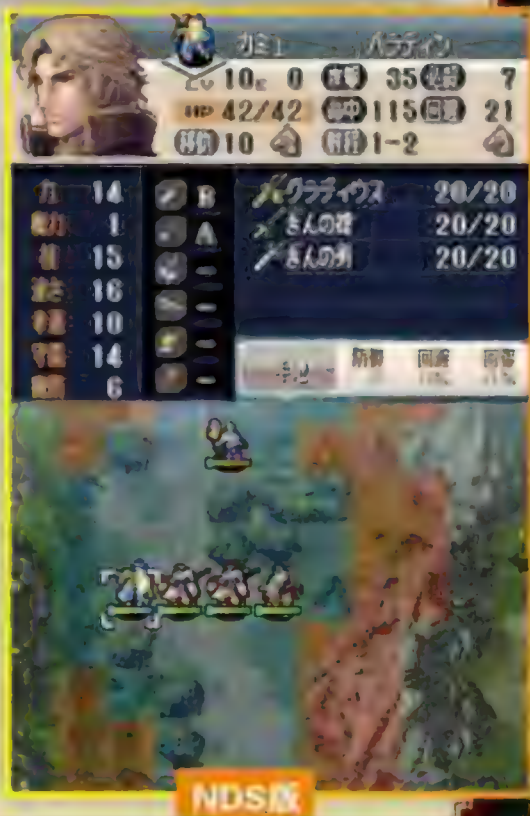 カミュ パラディン
LV 10 E 0 攻撃 35 必殺 7
HP 42/42 命中 115 回避 21
移動 10 射程 1-2
力 14 B グラディウス 20/20
魔力 1 A ぎんの槍 20/20
技 15 - ぎんの剣 20/20
速さ 16 -
幸運 10 -
守備 14 -
6
NDS版